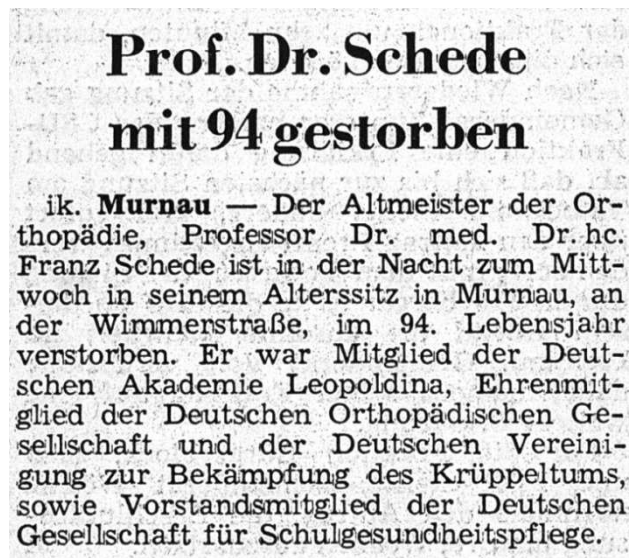 Prof. Dr. Schede
mit 94 gestorben
ik. Murnau — Der Altmeister der Or-
thopädie, Professor Dr. med. Dr. hc.
Franz Schede ist in der Nacht zum Mitt-
woch in seinem Alterssitz in Murnau, an
der Wimmerstraße, im 94. Lebensjahr
verstorben. Er war Mitglied der Deut-
schen Akademie Leopoldina, Ehrenmit-
glied der Deutschen Orthopädischen Ge-
sellschaft und der Deutschen Vereini-
gung zur Bekämpfung des Krüppeltums,
sowie Vorstandsmitglied der Deutschen
Gesellschaft für Schulgesundheitspflege.